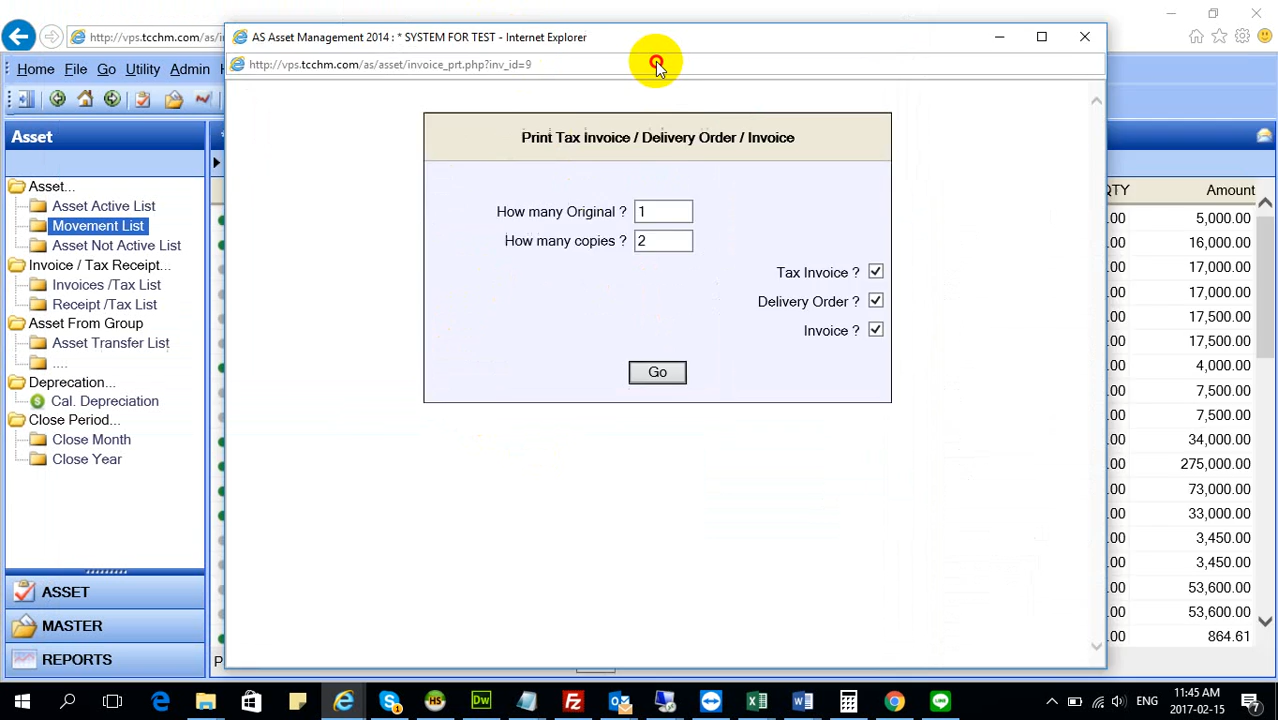 http://vps.tcchm.com/as/i
AS Asset Management 2014 : * SYSTEM FOR TEST - Internet Explorer
http://vps.tcchm.com/as/asset/invoice_prt.php?inv_id=9
Home File Go Utility Admin
Asset
Asset...
Asset Active List
Movement List
Asset Not Active List
Invoice / Tax Receipt...
Invoices /Tax List
Receipt /Tax List
Asset From Group
Asset Transfer List
....
Deprecation...
Cal. Depreciation
Close Period...
Close Month
Close Year
ASSET
MASTER
REPORTS
Print Tax Invoice / Delivery Order / Invoice
How many Original ? 1
How many copies ? 2
Tax Invoice ?
Delivery Order ?
Invoice ?
Go
QTY Amount
.00 5,000.00
.00 16,000.00
.00 17,000.00
.00 17,000.00
.00 17,500.00
.00 17,500.00
.00 4,000.00
.00 7,500.00
.00 7,500.00
.00 34,000.00
.00 275,000.00
.00 73,000.00
.00 33,000.00
.00 3,450.00
.00 3,450.00
.00 53,600.00
.00 53,600.00
.00 864.61
P
ENG
11:45 AM
2017-02-15